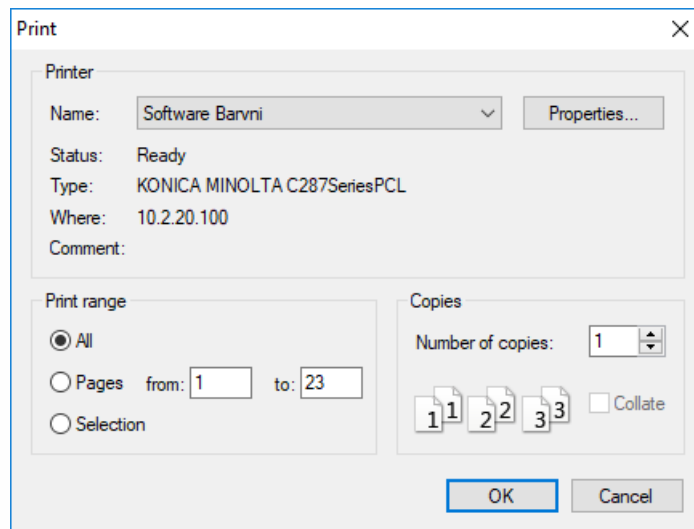 Print
Printer
Name: Software Barvni Properties...
Status: Ready
Type: KONICA MINOLTA C287SeriesPCL
Where: 10.2.20.100
Comment:
Print range
All
Pages from: 1 to: 23
Selection
Copies
Number of copies: 1
1 1 2 2 3 3 Collate
OK Cancel